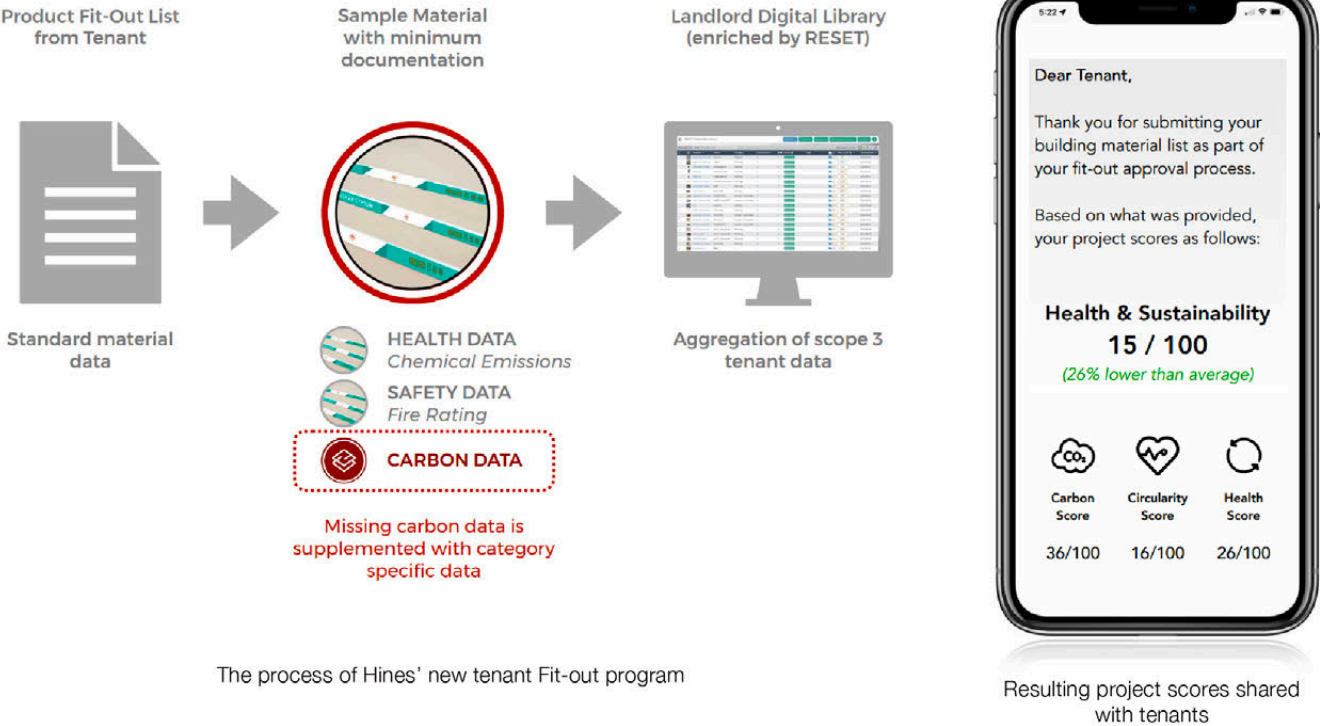 Product Fit-Out List
from Tenant
Standard material
data
Sample Material
with minimum
documentation
HEALTH DATA
Chemical Emissions
SAFETY DATA
Fire Rating
CARBON DATA
Missing carbon data is
supplemented with category
specific data
Landlord Digital Library
(enriched by RESET)
Aggregation of scope 3
tenant data
The process of Hines’ new tenant Fit-out program
5:22
Dear Tenant,
Thank you for submitting your
building material list as part of
your fit-out approval process.
Based on what was provided,
your project scores as follows:
Health & Sustainability
15 / 100
(26% lower than average)
CO₂
Carbon
Score
36/100
Circularity
Score
16/100
Health
Score
26/100
Resulting project scores shared
with tenants